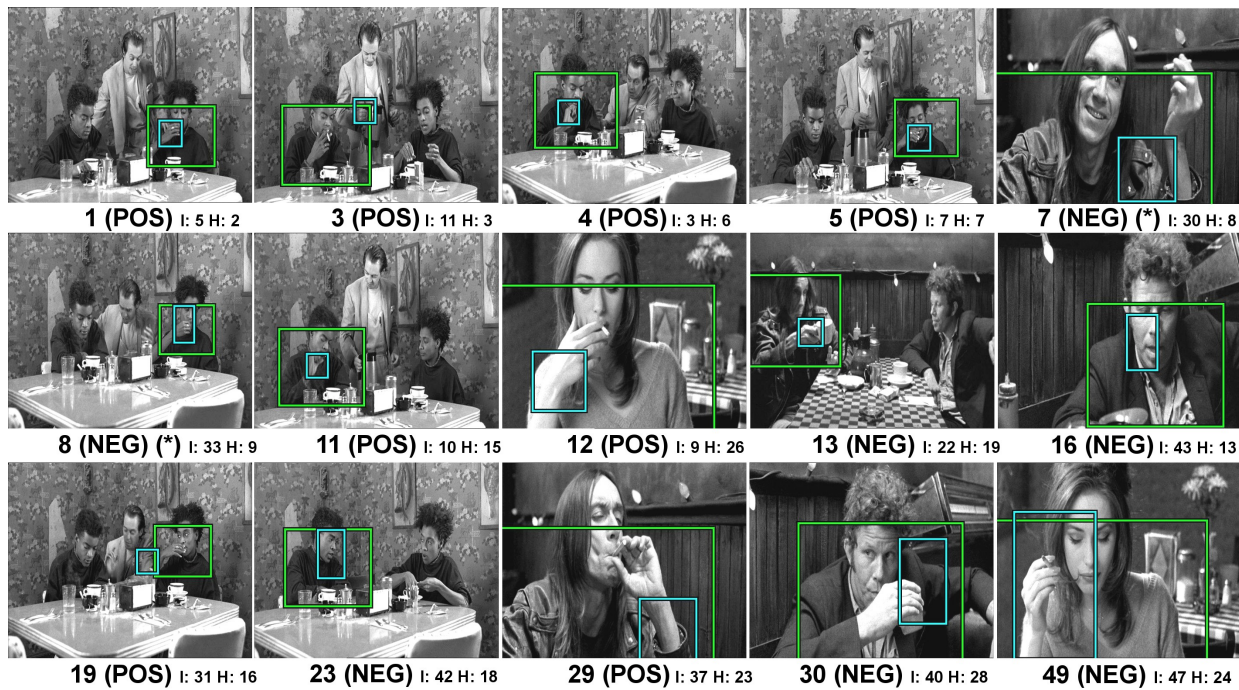 1 (POS) I: 5 H: 2
3 (POS) I: 11 H: 3
4 (POS) I: 3 H: 6
5 (POS) I: 7 H: 7
7 (NEG) (*) I: 30 H: 8
8 (NEG) (*) I: 33 H: 9
11 (POS) I: 10 H: 15
12 (POS) I: 9 H: 26
13 (NEG) I: 22 H: 19
16 (NEG) I: 43 H: 13
19 (POS) I: 31 H: 16
23 (NEG) I: 42 H: 18
29 (POS) I: 37 H: 23
30 (NEG) I: 40 H: 28
49 (NEG) I: 47 H: 24